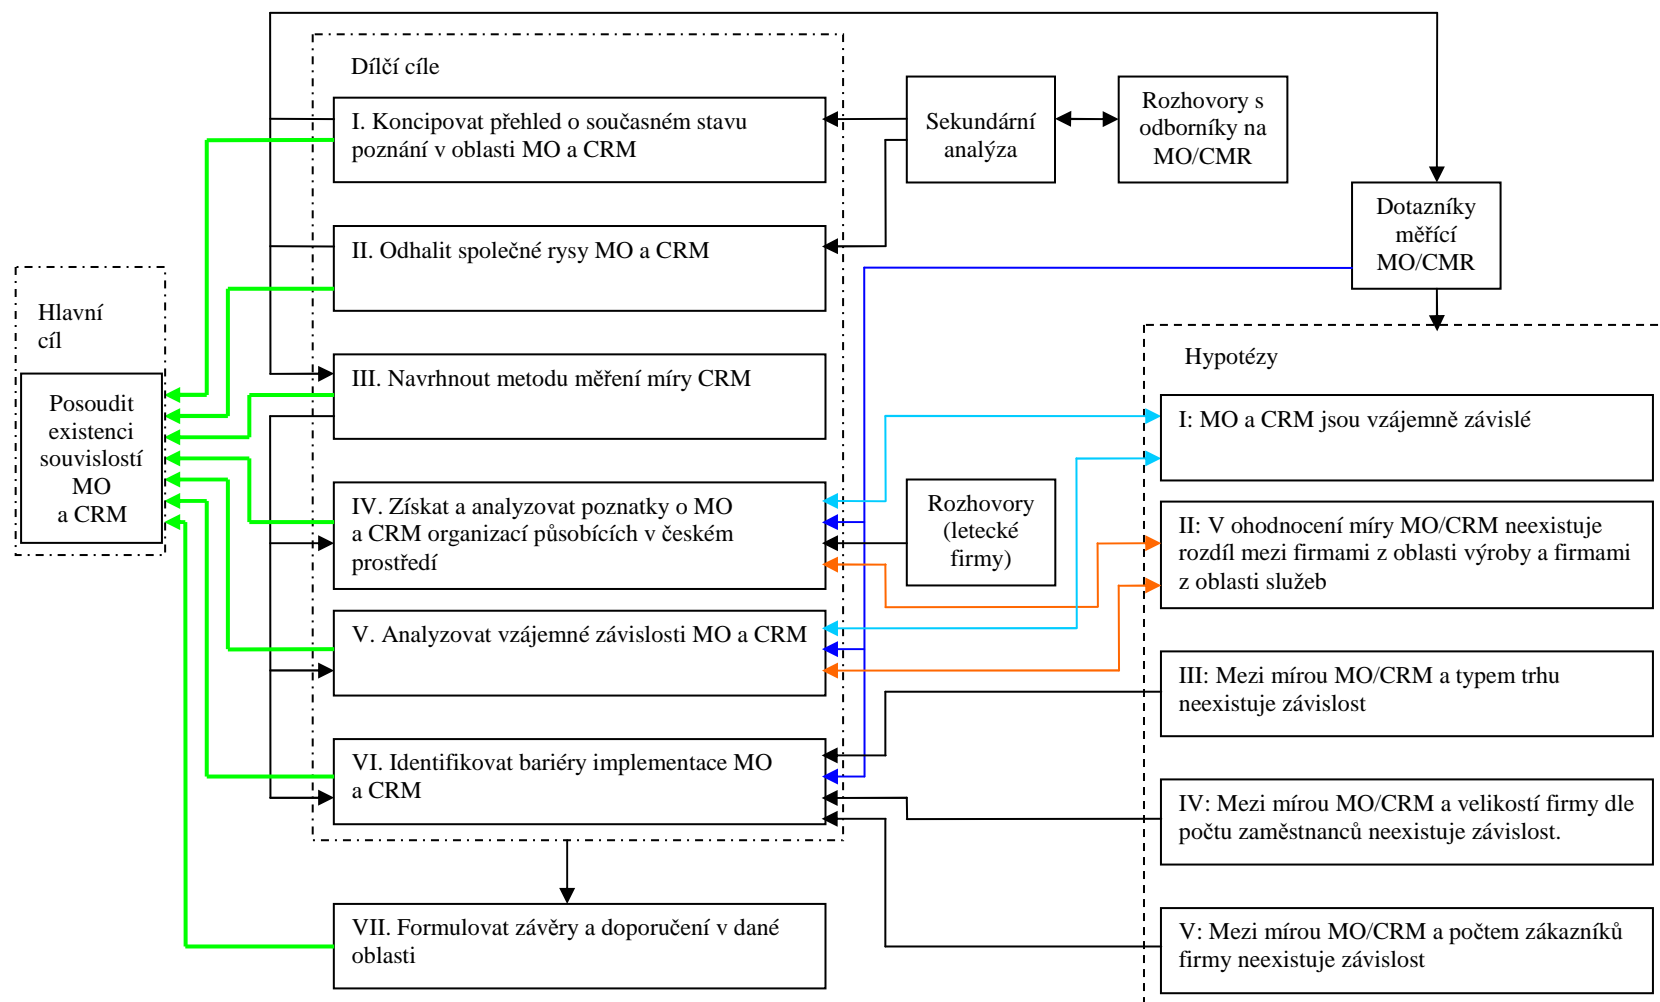 Dílčí cíle
I. Koncipovat přehled o současném stavu
poznání v oblasti MO a CRM
Sekundární
analýza
Rozhovory s
odborníky na
MO/CMR
Dotazníky
měřící
MO/CMR
II. Odhalit společné rysy MO a CRM
Hlavní
cíl
Posoudit
existenci
souvislostí
MO
a CRM
III. Navrhnout metodu měření míry CRM
Hypotézy
I: MO a CRM jsou vzájemně závislé
IV. Získat a analyzovat poznatky o MO
a CRM organizací působících v českém
prostředí
Rozhovory
(letecké
firmy)
II: V ohodnocení míry MO/CRM neexistuje
rozdíl mezi firmami z oblasti výroby a firmami
z oblasti služeb
V. Analyzovat vzájemné závislosti MO a CRM
III: Mezi mírou MO/CRM a typem trhu
neexistuje závislost
VI. Identifikovat bariéry implementace MO
a CRM
IV: Mezi mírou MO/CRM a velikostí firmy dle
počtu zaměstnanců neexistuje závislost.
VII. Formulovat závěry a doporučení v dané
oblasti
V: Mezi mírou MO/CRM a počtem zákazníků
firmy neexistuje závislost